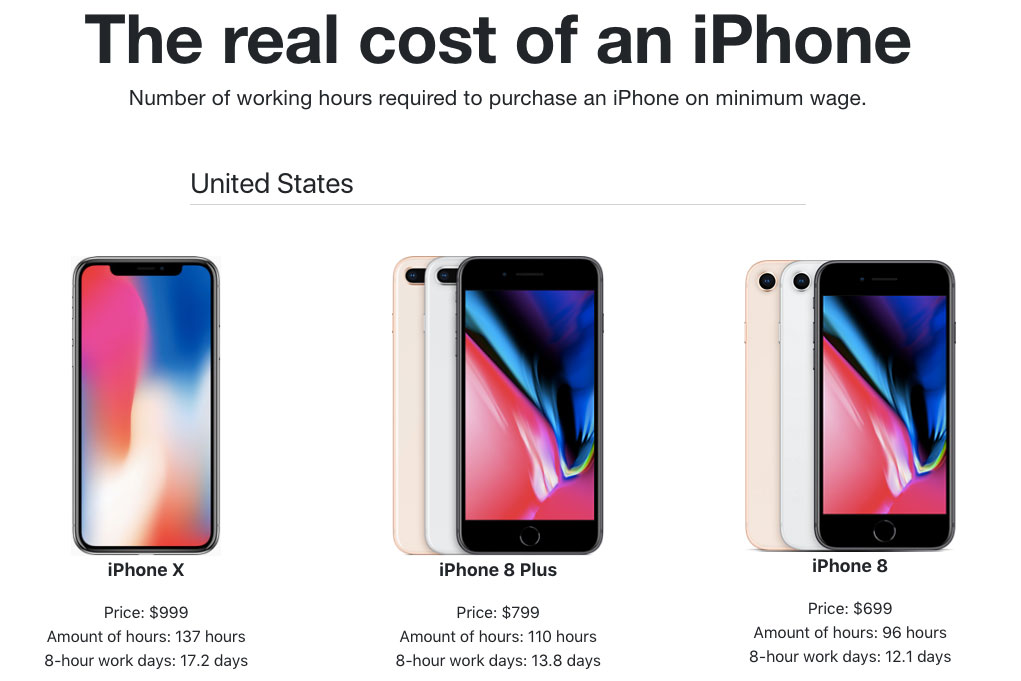 The real cost of an iPhone
Number of working hours required to purchase an iPhone on minimum wage.
United States
iPhone X
Price: $999
Amount of hours: 137 hours
8-hour work days: 17.2 days
iPhone 8 Plus
Price: $799
Amount of hours: 110 hours
8-hour work days: 13.8 days
iPhone 8
Price: $699
Amount of hours: 96 hours
8-hour work days: 12.1 days